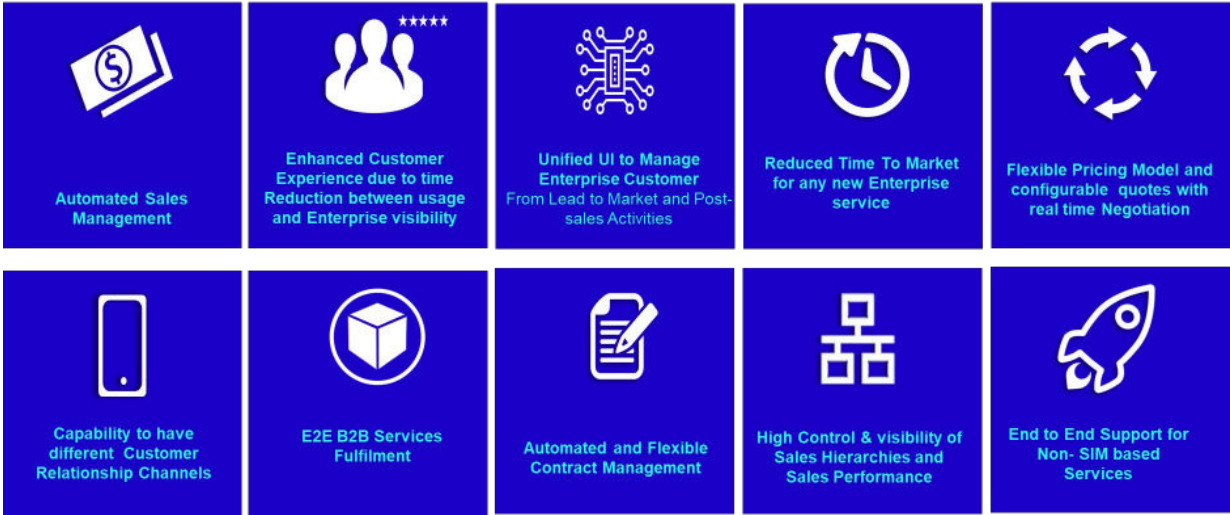 Automated Sales
Management
Enhanced Customer
Experience due to time
Reduction between usage
and Enterprise visibility
Unified UI to Manage
Enterprise Customer
From Lead to Market and Post-
sales Activities
Reduced Time To Market
for any new Enterprise
service
Flexible Pricing Model and
configurable quotes with
real time Negotiation
Capability to have
different Customer
Relationship Channels
E2E B2B Services
Fulfilment
Automated and Flexible
Contract Management
High Control & visibility of
Sales Hierarchies and
Sales Performance
End to End Support for
Non- SIM based
Services